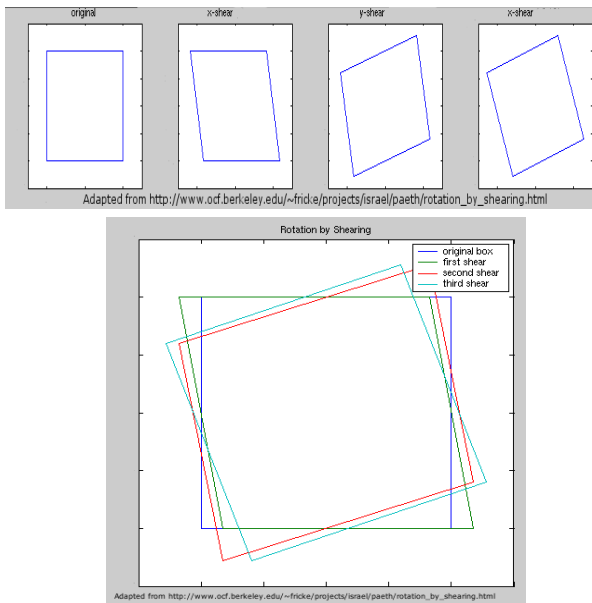 original x-shear y-shear x-shear
Adapted from http://www.ocf.berkeley.edu/~fricke/projects/israel/paeth/rotation_by_shearing.html
Rotation by Shearing
original box
first shear
second shear
third shear
Adapted from http://www.ocf.berkeley.edu/~fricke/projects/israel/paeth/rotation_by_shearing.html